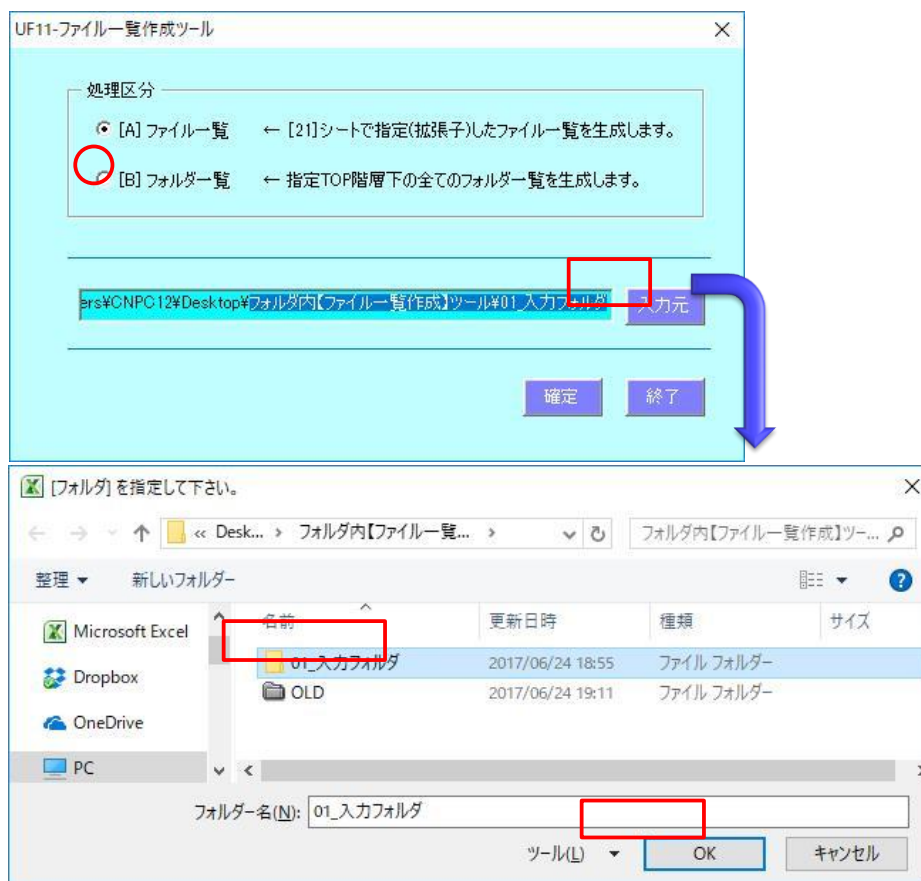 UF11-ファイル一覧作成ツール
処理区分
[A] ファイル一覧 ← [21]シートで指定(拡張子)したファイル一覧を生成します。
[B] フォルダ一覧 ← 指定TOP階層下の全てのフォルダ一覧を生成します。
ers¥CNPC12¥Desktop¥フォルダ内【ファイル一覧作成】ツール¥01_入力フォルダ 入力元
確定 終了
[フォルダ] を指定して下さい。
« Desk... › フォルダ内【ファイル一覧... › フォルダ内【ファイル一覧作成】ツー...
整理 新しいフォルダー
名前 更新日時 種類 サイズ
Microsoft Excel
01_入力フォルダ 2017/06/24 18:55 ファイル フォルダー
Dropbox
OLD 2017/06/24 19:11 ファイル フォルダー
OneDrive
PC
フォルダー名(N): 01_入力フォルダ
ツール(L) OK キャンセル